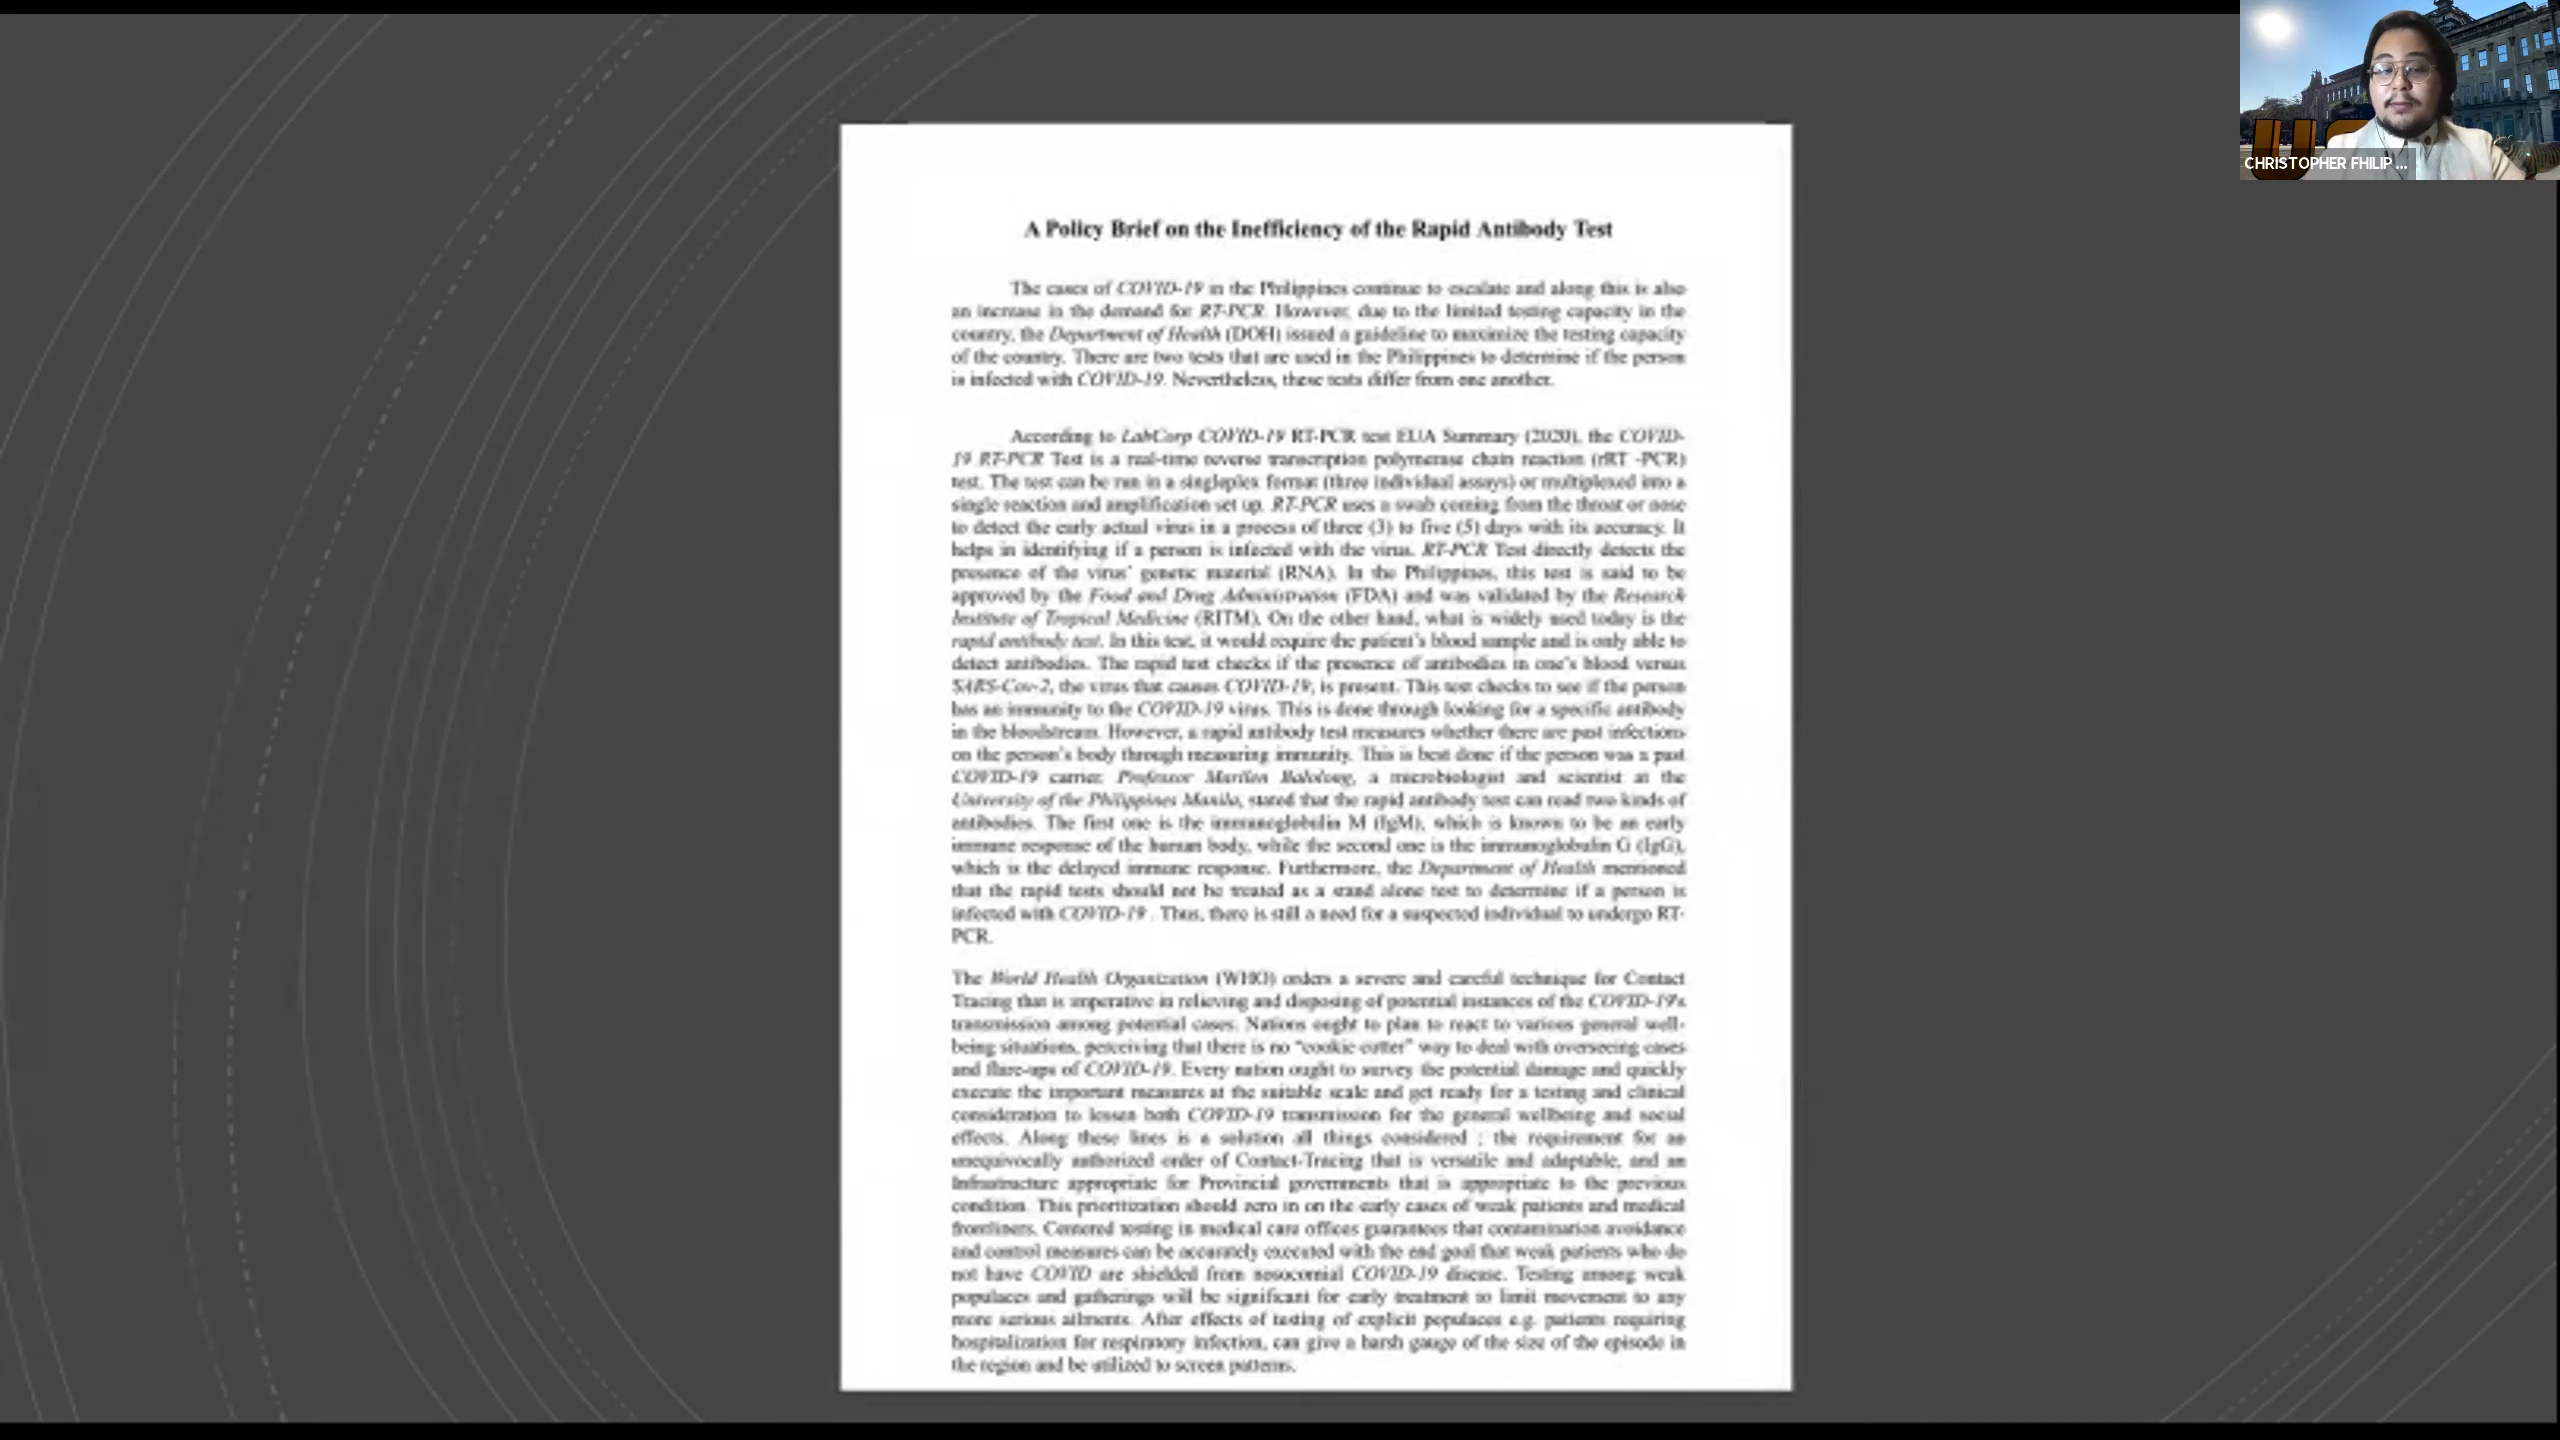 CHRISTOPHER FHILIP ...
A Policy Brief on the Inefficiency of the Rapid Antibody Test
The cases of COVID-19 in the Philippines continue to escalate and along this is also
an increase in the demand for RT-PCR. However, due to the limited testing capacity in the
country, the Department of Health (DOH) issued a guideline to maximize the testing capacity
of the country. There are two tests that are used in the Philippines to determine if the person
is infected with COVID-19. Nevertheless, these tests differ from one another.
According to LabCorp COVID-19 RT-PCR test EUA Summary (2020), the COVID-
19 RT-PCR Test is a real-time reverse transcription polymerase chain reaction (rRT -PCR)
test. The test can be run in a singleplex format (three individual assays) or multiplexed into a
single reaction and amplification set up. RT-PCR uses a swab coming from the throat or nose
to detect the early actual virus in a process of three (3) to five (5) days with its accuracy. It
helps in identifying if a person is infected with the virus. RT-PCR Test directly detects the
presence of the virus' genetic material (RNA). In the Philippines, this test is said to be
approved by the Food and Drug Administration (FDA) and was validated by the Research
Institute of Tropical Medicine (RITM). On the other hand, what is widely used today is the
rapid antibody test. In this test, it would require the patient's blood sample and is only able to
detect antibodies. The rapid test checks if the presence of antibodies in one's blood versus
SARS-Cov-2, the virus that causes COVID-19, is present. This test checks to see if the person
has an immunity to the COVID-19 virus. This is done through looking for a specific antibody
in the bloodstream. However, a rapid antibody test measures whether there are past infections
on the person's body through measuring immunity. This is best done if the person was a past
COVID-19 carrier. Professor Marilen Balolong, a microbiologist and scientist at the
University of the Philippines Manila, stated that the rapid antibody test can read two kinds of
antibodies. The first one is the immunoglobulin M (IgM), which is known to be an early
immune response of the human body, while the second one is the immunoglobulin G (IgG),
which is the delayed immune response. Furthermore, the Department of Health mentioned
that the rapid tests should not be treated as a stand alone test to determine if a person is
infected with COVID-19 . Thus, there is still a need for a suspected individual to undergo RT-
PCR.
The World Health Organization (WHO) orders a severe and careful technique for Contact
Tracing that is imperative in relieving and disposing of potential instances of the COVID-19's
transmission among potential cases. Nations ought to plan to react to various general well-
being situations, perceiving that there is no "cookie cutter" way to deal with overseeing cases
and flare-ups of COVID-19. Every nation ought to survey the potential damage and quickly
execute the important measures at the suitable scale and get ready for a testing and clinical
consideration to lessen both COVID-19 transmission for the general wellbeing and social
effects. Along these lines is a solution all things considered ; the requirement for an
unequivocally authorized order of Contact-Tracing that is versatile and adaptable, and an
Infrastructure appropriate for Provincial governments that is appropriate to the previous
condition. This prioritization should zero in on the early cases of weak patients and medical
frontliners. Centered testing in medical care offices guarantees that contamination avoidance
and control measures can be accurately executed with the end goal that weak patients who do
not have COVID are shielded from nosocomial COVID-19 disease. Testing among weak
populaces and gatherings will be significant for early treatment to limit movement to any
more serious ailments. After effects of testing of explicit populaces e.g. patients requiring
hospitalization for respiratory infection, can give a harsh gauge of the size of the episode in
the region and be utilized to screen patterns.